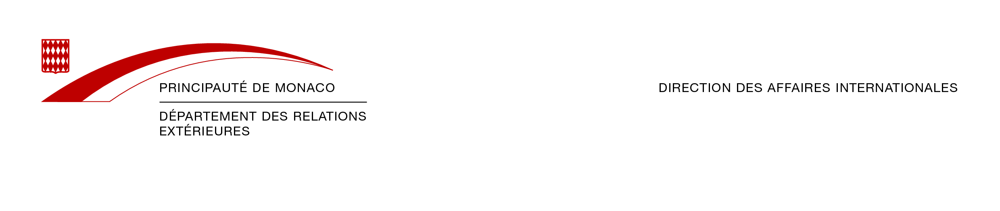 PRINCIPAUTÉ DE MONACO
DÉPARTEMENT DES RELATIONS
EXTÉRIEURES
DIRECTION DES AFFAIRES INTERNATIONALES